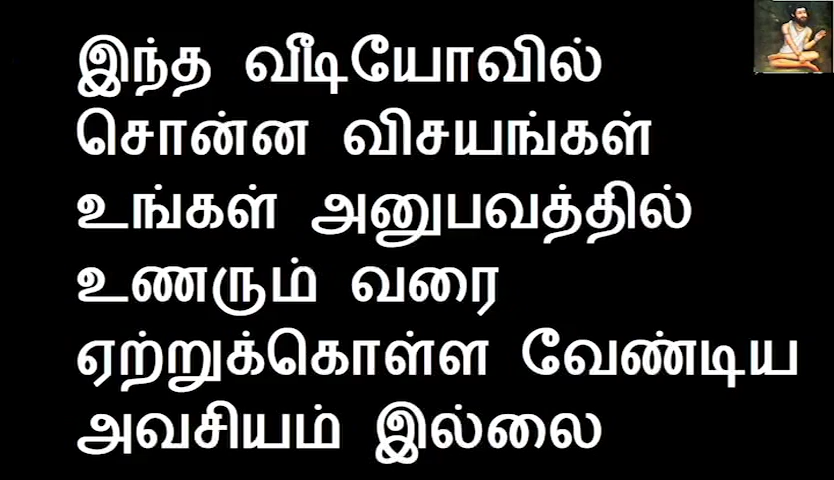 இந்த வீடியோவில்
சொன்ன விசயங்கள்
உங்கள் அனுபவத்தில்
உணரும் வரை
ஏற்றுக்கொள்ள வேண்டிய
அவசியம் இல்லை